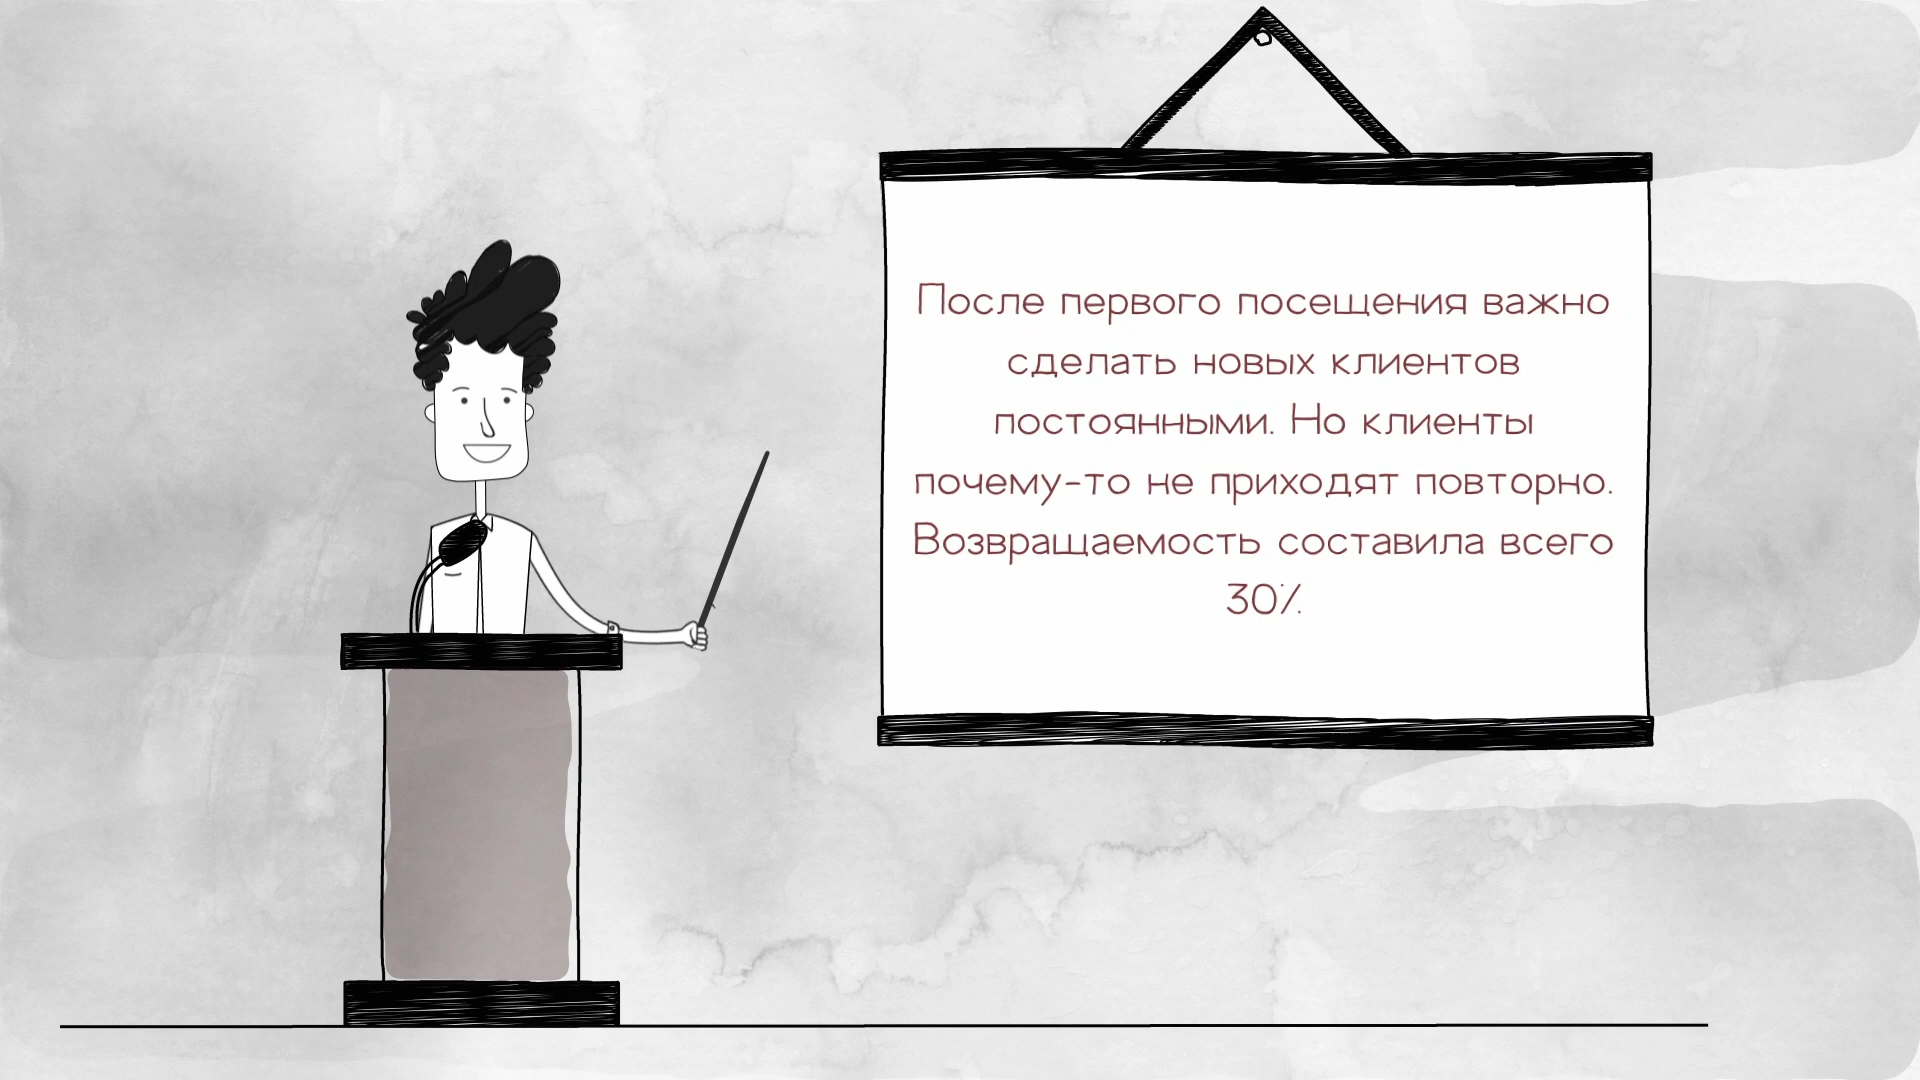 После первого посещения важно
сделать новых клиентов
постоянными. Но клиенты
почему-то не приходят повторно.
Возвращаемость составила всего
30%.